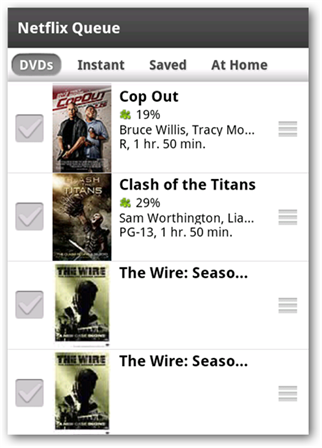 Netflix Queue
DVDs Instant Saved At Home
Cop Out
19%
Bruce Willis, Tracy Mo...
R, 1 hr. 50 min.
COPOUT
Clash of the Titans
29%
Sam Worthington, Lia...
PG-13, 1 hr. 50 min.
CLASH
OF THE
TITANS
The Wire: Seaso...
THE WIRE
The Wire: Seaso...
THE WIRE